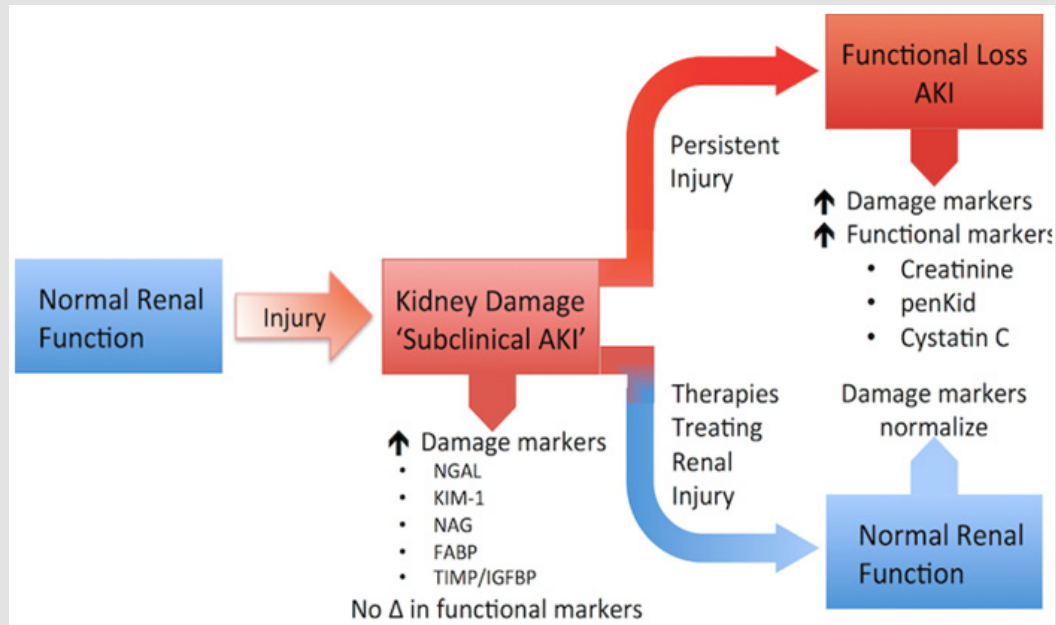 Normal Renal
Function
Injury
Kidney Damage
‘Subclinical AKI’
↑ Damage markers
• NGAL
• KIM-1
• NAG
• FABP
• TIMP/IGFBP
No Δ in functional markers
Persistent
Injury
Functional Loss
AKI
↑ Damage markers
↑ Functional markers
• Creatinine
• penKid
• Cystatin C
Therapies
Treating
Renal
Injury
Damage markers
normalize
Normal Renal
Function